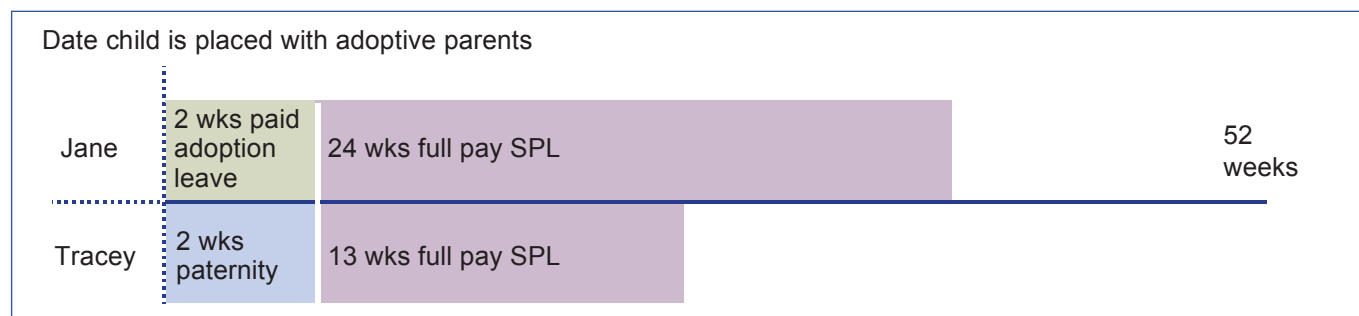 Date child is placed with adoptive parents
Jane
2 wks paid
adoption
leave
24 wks full pay SPL
52
weeks
Tracey
2 wks
paternity
13 wks full pay SPL